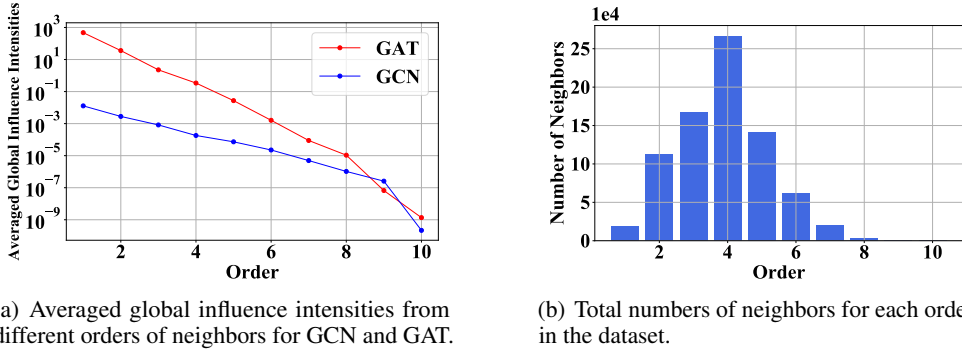 Averaged Global Influence Intensities
10^3
10^1
10^-1
10^-3
10^-5
10^-7
10^-9
GAT
GCN
2 4 6 8 10
Order
1e4
Number of Neighbors
25
20
15
10
5
0
2 4 6 8 10
Order
a) Averaged global influence intensities from
different orders of neighbors for GCN and GAT.
(b) Total numbers of neighbors for each orde
in the dataset.